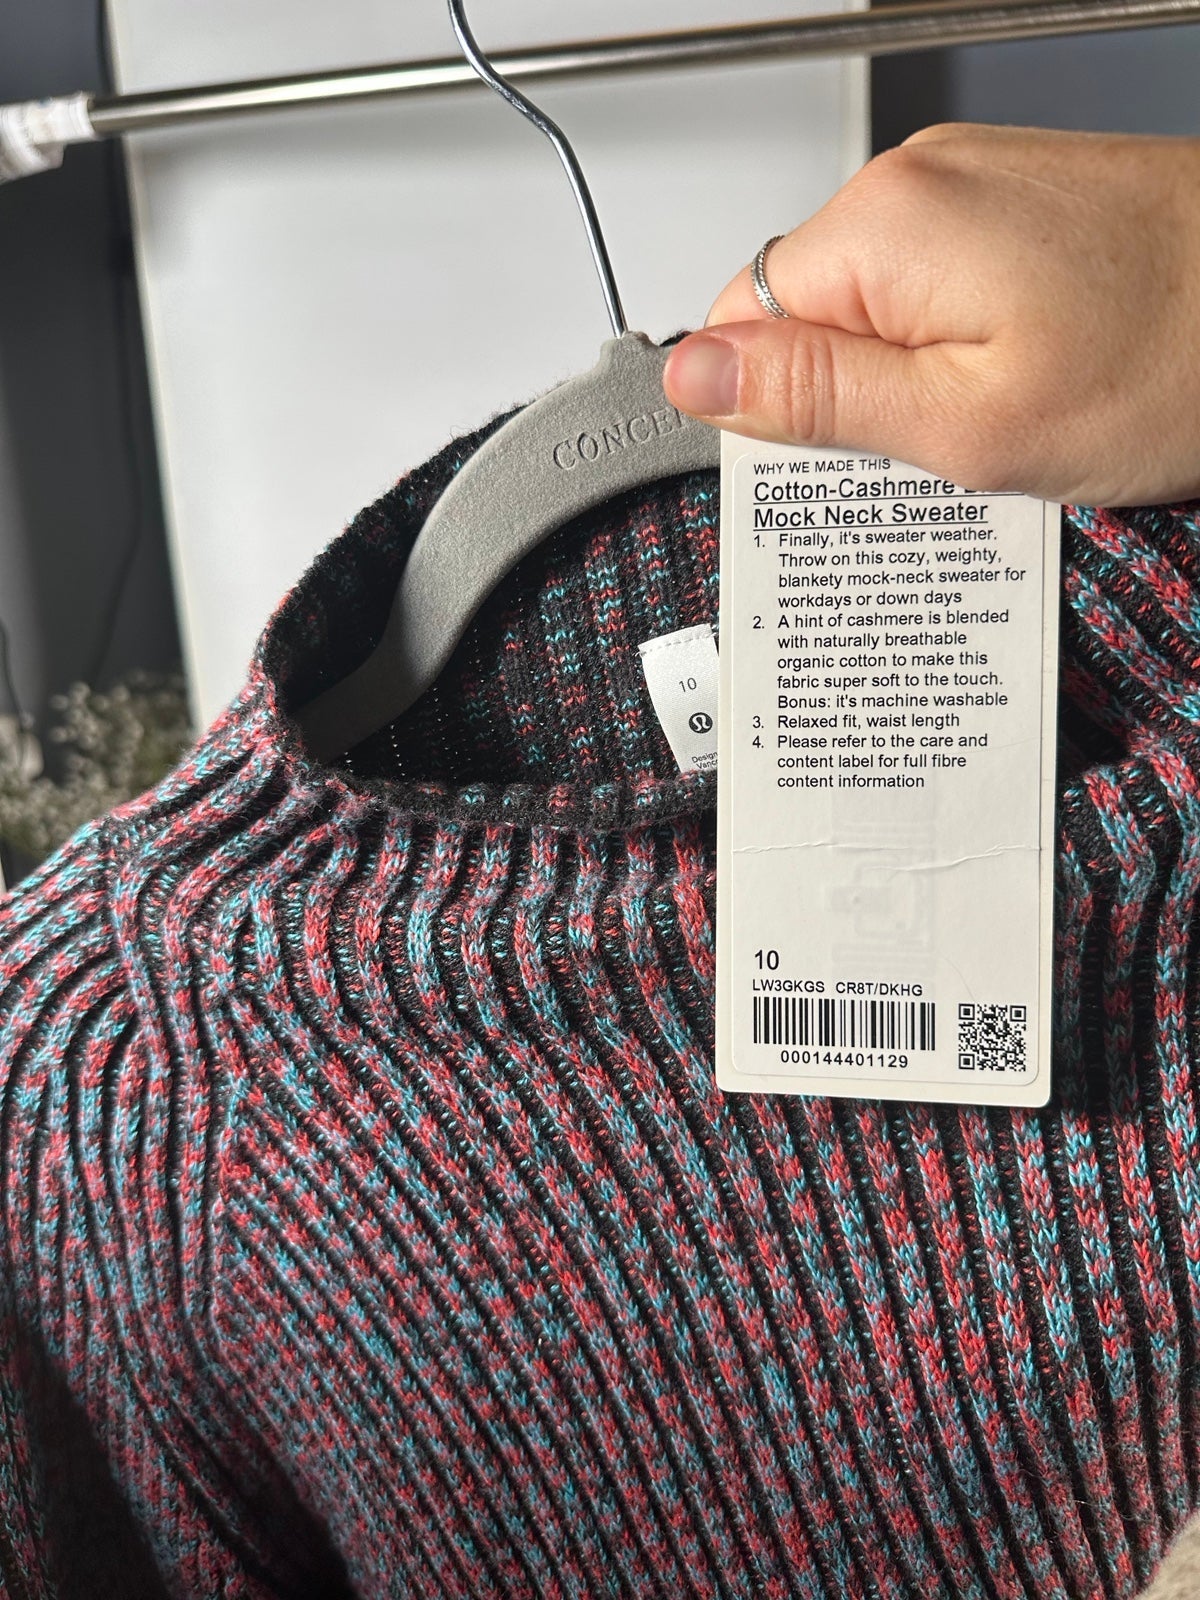 CONCE
WHY WE MADE THIS
Cotton-Cashmere
Mock Neck Sweater
1. Finally, it's sweater weather.
Throw on this cozy, weighty,
blankety mock-neck sweater for
workdays or down days
2. A hint of cashmere is blended
with naturally breathable
organic cotton to make this
fabric super soft to the touch.
Bonus: it's machine washable
3. Relaxed fit, waist length
4. Please refer to the care and
content label for full fibre
content information
10
LW3GKGS CR8T/DKHG
000144401129
10
Design
Vanc